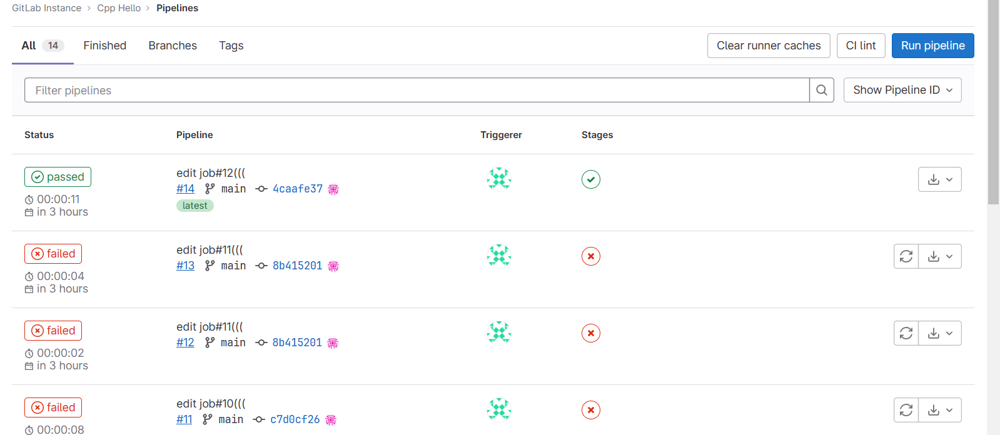 GitLab Instance › Cpp Hello › Pipelines
All 14 Finished Branches Tags Clear runner caches CI lint Run pipeline
Filter pipelines Show Pipeline ID
Status Pipeline Triggerer Stages
passed edit job#12(((
#14 main 4caafe37
00:00:11 latest
in 3 hours
failed edit job#11(((
#13 main 8b415201
00:00:04
in 3 hours
failed edit job#11(((
#12 main 8b415201
00:00:02
in 3 hours
failed edit job#10(((
#11 main c7d0cf26
00:00:08